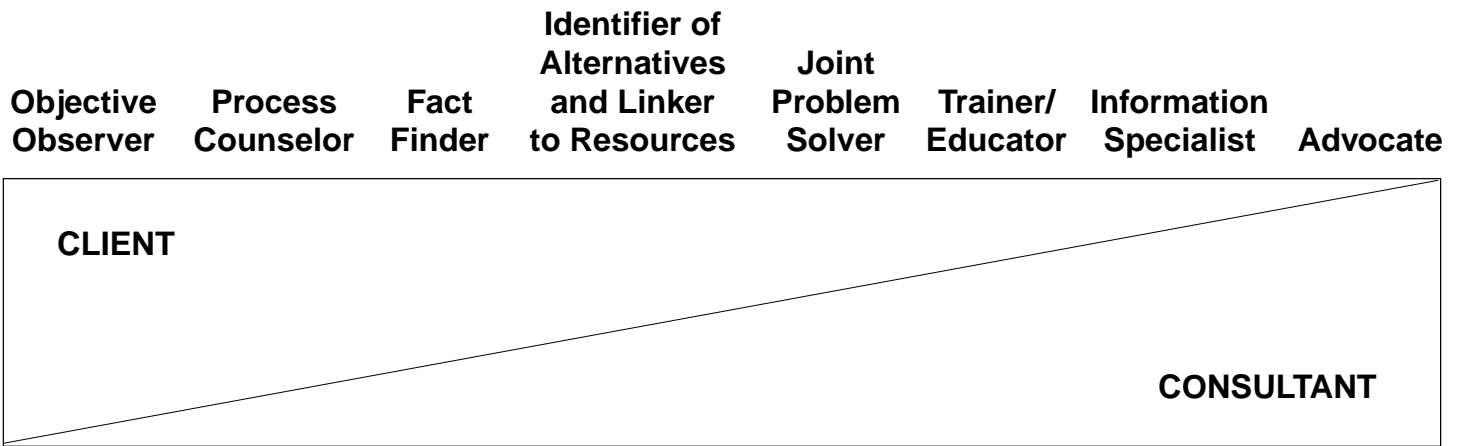 Objective
Observer
Process
Counselor
Fact
Finder
Identifier of
Alternatives
and Linker
to Resources
Joint
Problem
Solver
Trainer/
Educator
Information
Specialist
Advocate
CLIENT
CONSULTANT